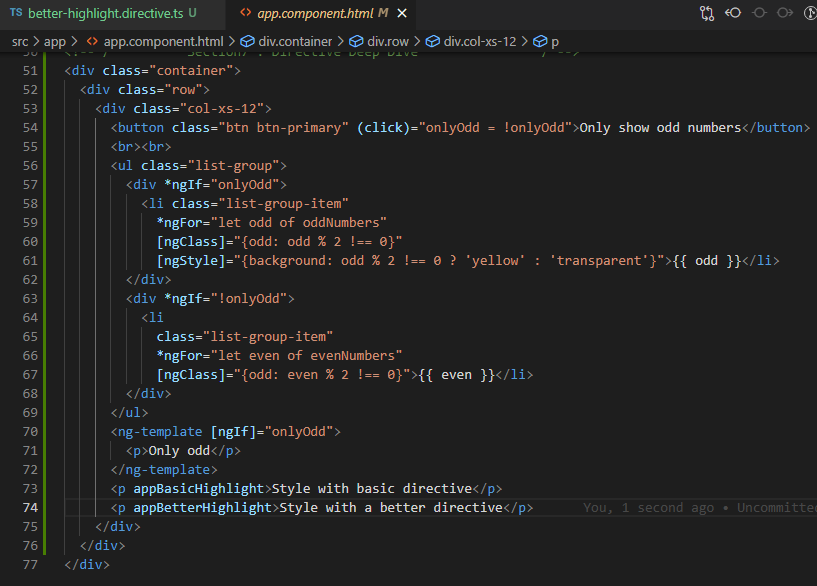 TS better-highlight.directive.ts U
<> app.component.html M ×
src > app > <> app.component.html > div.container > div.row > div.col-xs-12 > p
51 <div class="container">
52 <div class="row">
53 <div class="col-xs-12">
54 <button class="btn btn-primary" (click)="onlyOdd = !onlyOdd">Only show odd numbers</button>
55 <br><br>
56 <ul class="list-group">
57 <div *ngIf="onlyOdd">
58 <li class="list-group-item"
59 *ngFor="let odd of oddNumbers"
60 [ngClass]="{odd: odd % 2 !== 0}"
61 [ngStyle]="{background: odd % 2 !== 0 ? 'yellow' : 'transparent'}">{{ odd }}</li>
62 </div>
63 <div *ngIf="!onlyOdd">
64 <li
65 class="list-group-item"
66 *ngFor="let even of evenNumbers"
67 [ngClass]="{odd: even % 2 !== 0}">{{ even }}</li>
68 </div>
69 </ul>
70 <ng-template [ngIf]="onlyOdd">
71 <p>Only odd</p>
72 </ng-template>
73 <p appBasicHighlight>Style with basic directive</p>
74 <p appBetterHighlight>Style with a better directive</p> You, 1 second ago • Uncommitte
75 </div>
76 </div>
77 </div>